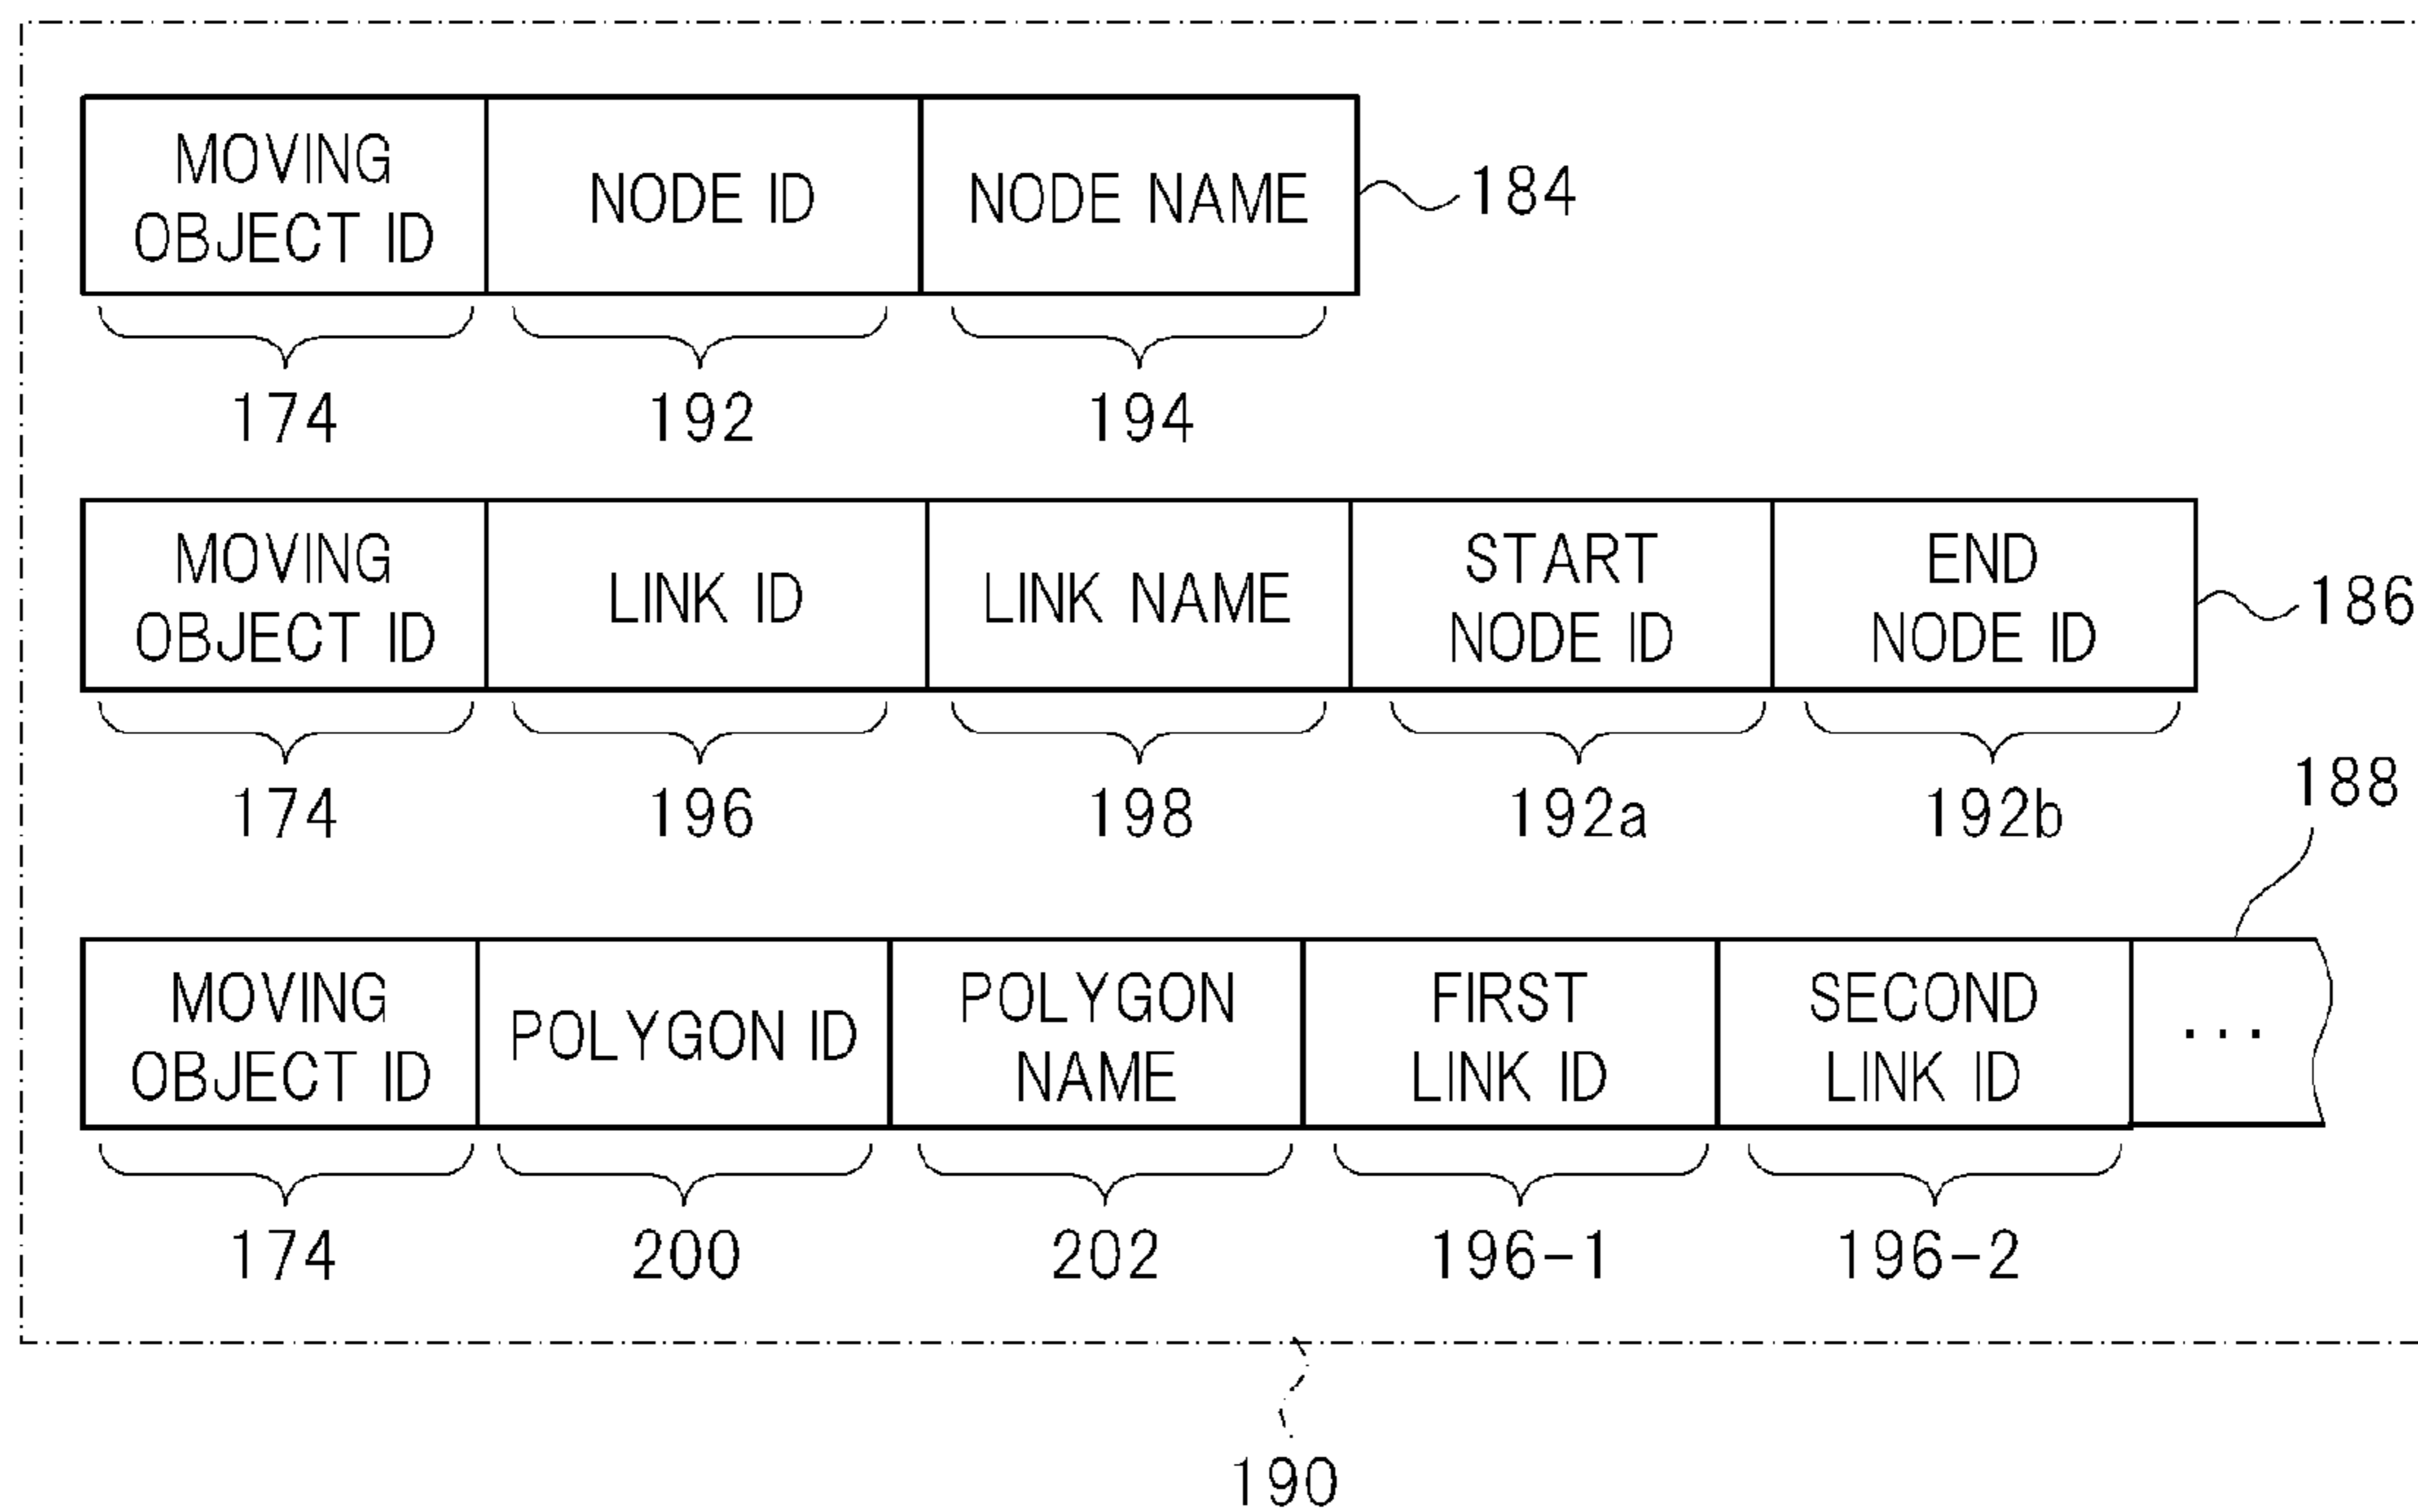 MOVING
OBJECT ID
NODE ID
NODE NAME
184
174
192
194
MOVING
OBJECT ID
LINK ID
LINK NAME
START
NODE ID
END
NODE ID
186
174
196
198
192a
192b
188
MOVING
OBJECT ID
POLYGON ID
POLYGON
NAME
FIRST
LINK ID
SECOND
LINK ID
...
174
200
202
196-1
196-2
190